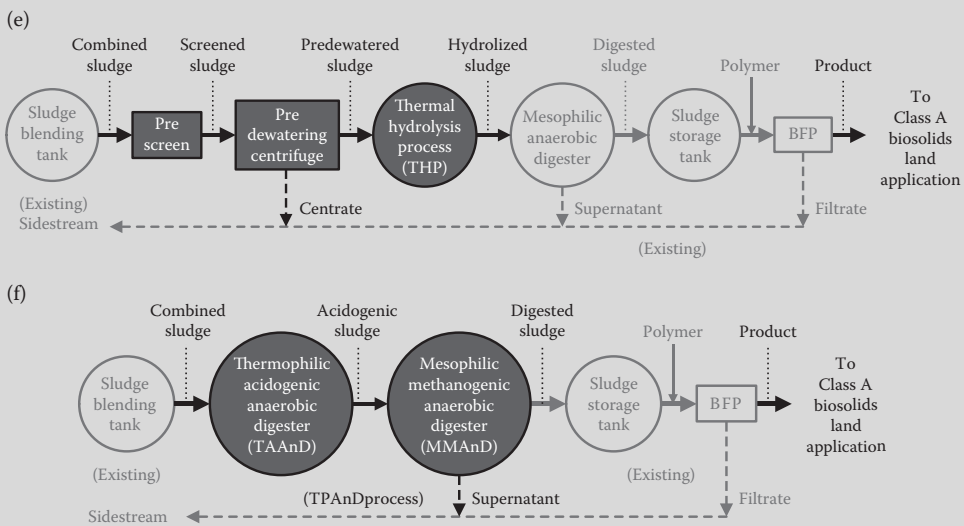 (e)
Combined
sludge
Screened
sludge
Predewatered
sludge
Hydrolized
sludge
Digested
sludge
Polymer
Product
Sludge
blending
tank
Pre
screen
Pre
dewatering
centrifuge
Thermal
hydrolysis
process
(THP)
Mesophilic
anaerobic
digester
Sludge
storage
tank
BFP
To
Class A
biosolids
land
application
(Existing)
Sidestream
Centrate
Supernatant
Filtrate
(Existing)
(f)
Combined
sludge
Acidogenic
sludge
Digested
sludge
Polymer
Product
Sludge
blending
tank
Thermophilic
acidogenic
anaerobic
digester
(TAAnD)
Mesophilic
methanogenic
anaerobic
digester
(MMAnD)
Sludge
storage
tank
BFP
To
Class A
biosolids
land
application
(Existing)
(Existing)
(TPAnDprocess)
Supernatant
Filtrate
Sidestream